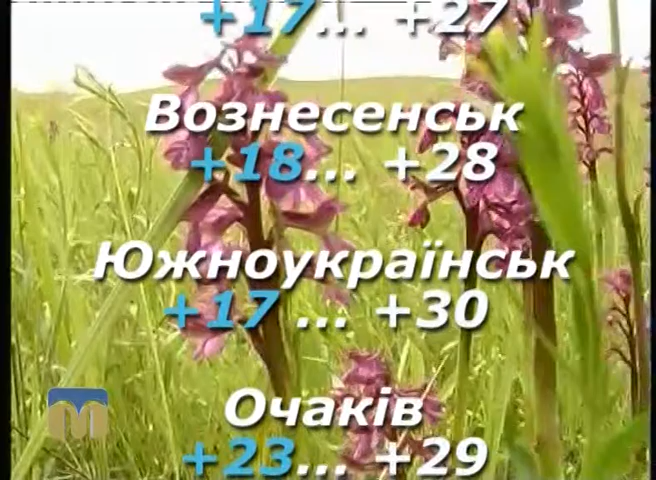 +17... +27
Вознесенськ
+18... +28
Южноукраїнськ
+17 ... +30
Очаків
+23... +29